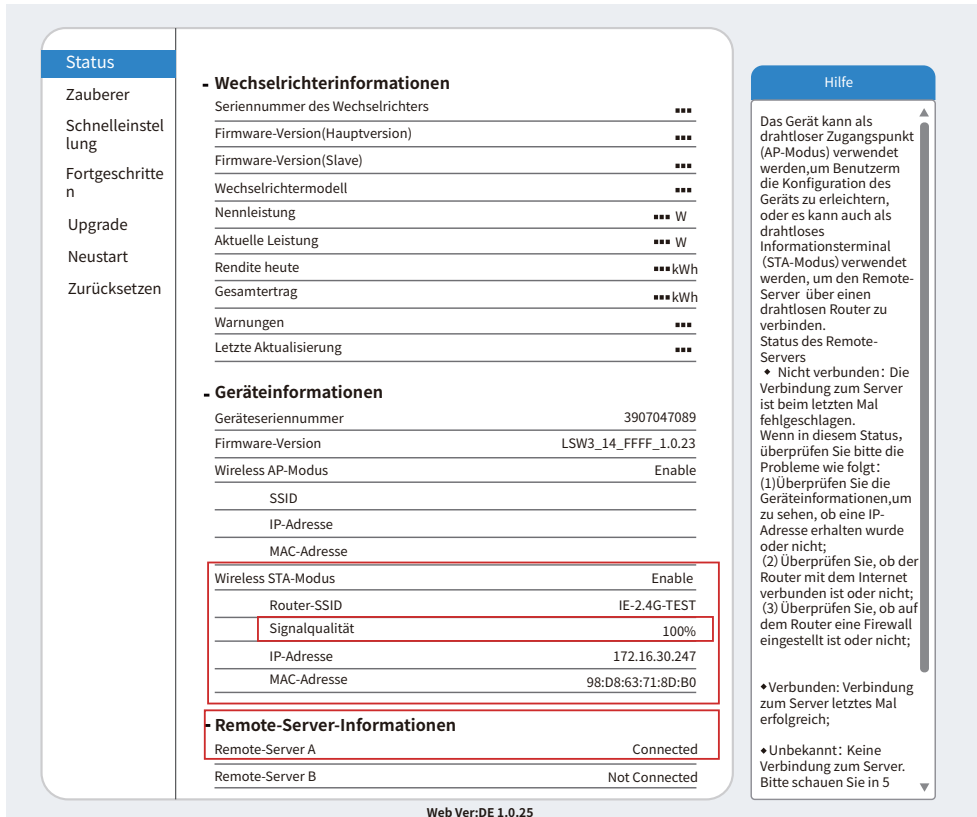 Status
Zauberer
Schnelleinstel
lung
Fortgeschritte
n
Upgrade
Neustart
Zurücksetzen
- Wechselrichterinformationen
Seriennummer des Wechselrichters ▪▪▪
Firmware-Version(Hauptversion) ▪▪▪
Firmware-Version(Slave) ▪▪▪
Wechselrichtermodell ▪▪▪
Nennleistung ▪▪▪ W
Aktuelle Leistung ▪▪▪ W
Rendite heute ▪▪▪kWh
Gesamtertrag ▪▪▪kWh
Warnungen ▪▪▪
Letzte Aktualisierung ▪▪▪
- Geräteinformationen
Geräteseriennummer 3907047089
Firmware-Version LSW3_14_FFFF_1.0.23
Wireless AP-Modus Enable
SSID
IP-Adresse
MAC-Adresse
Wireless STA-Modus Enable
Router-SSID IE-2.4G-TEST
Signalqualität 100%
IP-Adresse 172.16.30.247
MAC-Adresse 98:D8:63:71:8D:B0
- Remote-Server-Informationen
Remote-Server A Connected
Remote-Server B Not Connected
Hilfe
Das Gerät kann als
drahtloser Zugangspunkt
(AP-Modus) verwendet
werden,um Benutzerm
die Konfiguration des
Geräts zu erleichtern,
oder es kann auch als
drahtloses
Informationsterminal
(STA-Modus)verwendet
werden, um den Remote-
Server über einen
drahtlosen Router zu
verbinden.
Status des Remote-
Servers
◆ Nicht verbunden: Die
Verbindung zum Server
ist beim letzten Mal
fehlgeschlagen.
Wenn in diesem Status,
überprüfen Sie bitte die
Probleme wie folgt:
(1)Überprüfen Sie die
Geräteinformationen,um
zu sehen, ob eine IP-
Adresse erhalten wurde
oder nicht;
(2)Überprüfen Sie, ob der
Router mit dem Internet
verbunden ist oder nicht;
(3)Überprüfen Sie, ob auf
dem Router eine Firewall
eingestellt ist oder nicht;
◆Verbunden: Verbindung
zum Server letztes Mal
erfolgreich;
◆Unbekannt: Keine
Verbindung zum Server.
Bitte schauen Sie in 5
Web Ver:DE 1.0.25